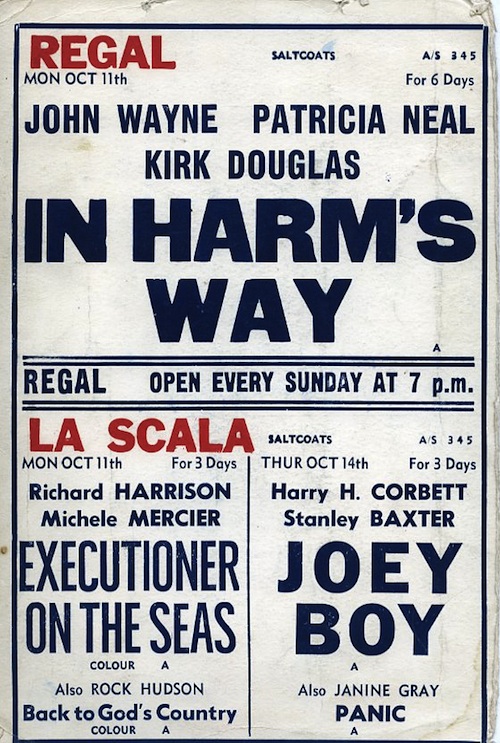 REGAL SALTCOATS A/S 345
MON OCT 11th For 6 Days
JOHN WAYNE PATRICIA NEAL
KIRK DOUGLAS
IN HARM'S
WAY
A
REGAL OPEN EVERY SUNDAY AT 7 p.m.
LA SCALA SALTCOATS A/S 345
MON OCT 11th For 3 Days
Richard HARRISON
Michele MERCIER
EXECUTIONER
ON THE SEAS
COLOUR A
Also ROCK HUDSON
Back to God's Country
COLOUR A
THUR OCT 14th For 3 Days
Harry H. CORBETT
Stanley BAXTER
JOEY
BOY
A
Also JANINE GRAY
PANIC
A